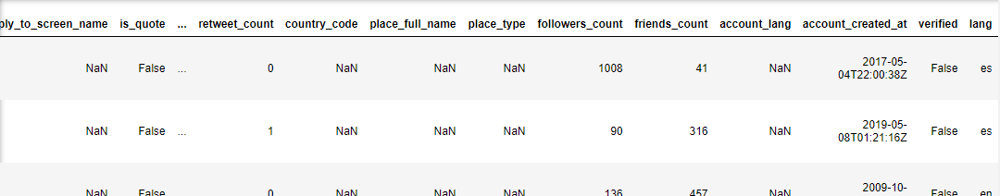 ply_to_screen_name is_quote ... retweet_count country_code place_full_name place_type followers_count friends_count account_lang account_created_at verified lang
NaN False ... 0 NaN NaN NaN 1008 41 NaN 2017-05-04T22:00:38Z False es
NaN False ... 1 NaN NaN NaN 90 316 NaN 2019-05-08T01:21:16Z False es
NaN False ... 0 NaN NaN NaN 136 457 NaN 2009-10- False en